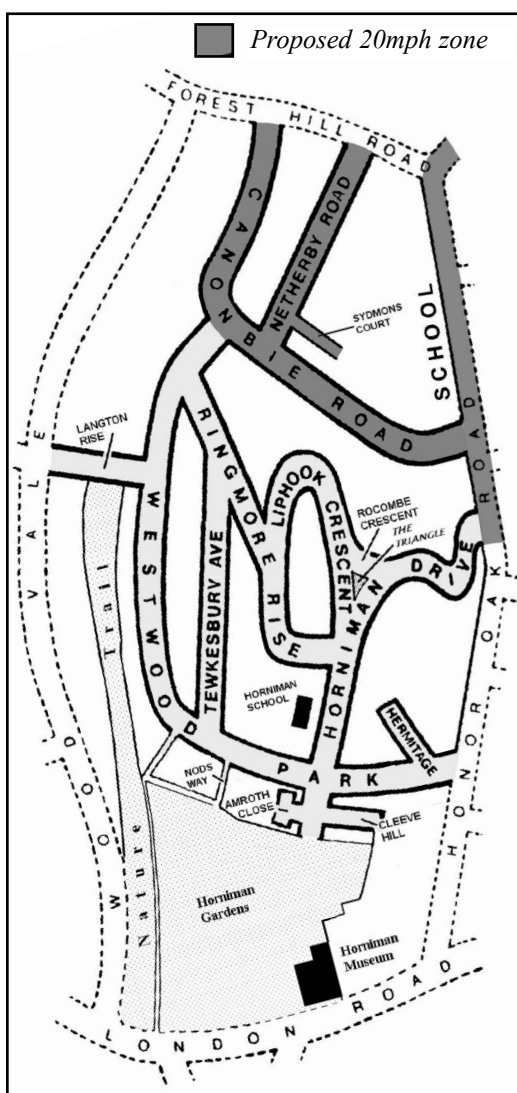 Proposed 20mph zone
FOREST HILL ROAD
CANONBIE ROAD
NETHERBY ROAD
SYDMONS
COURT
SCHOOL
LANGTON
RISE
RINGMORE RISE
LIPHOOK CRESCENT
ROCOMBE
CRESCENT
THE
TRIANGLE
HORNIMAN DRIVE
WESTWOOD PARK
TEWKESBURY AVE
HORNIMAN
SCHOOL
HERMITAGE
NODS
WAY
AMROTH
CLOSE
CLEEVE
HILL
Nature Trail
WOOD VALE
HONOR OAK ROAD
Horniman
Gardens
Horniman
Museum
LONDON ROAD